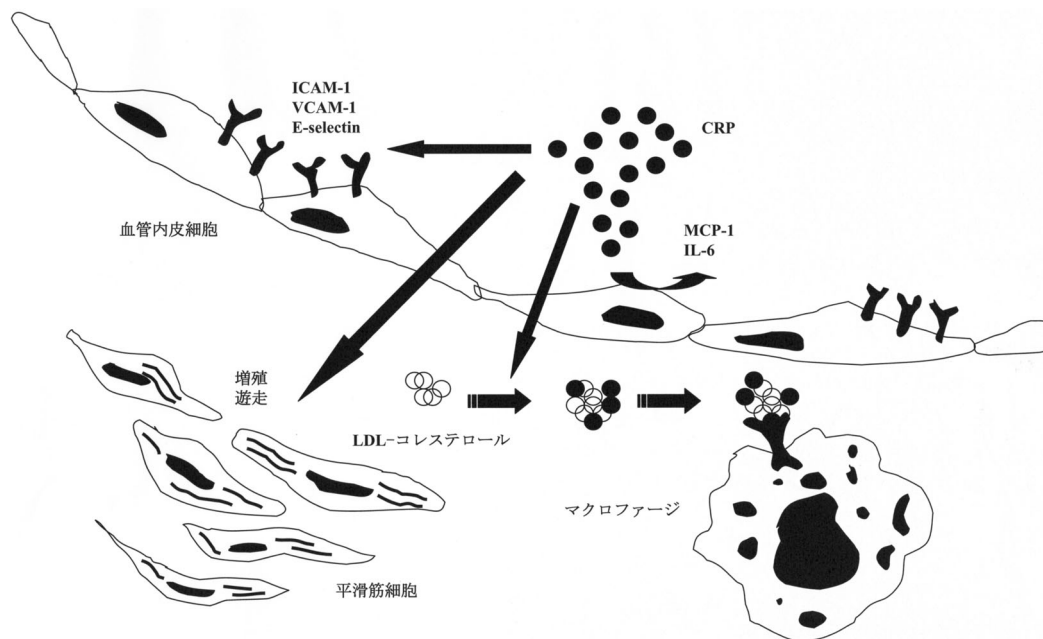 ICAM-1
VCAM-1
E-selectin
CRP
血管内皮細胞
MCP-1
IL-6
増殖
遊走
LDL-コレステロール
マクロファージ
平滑筋細胞